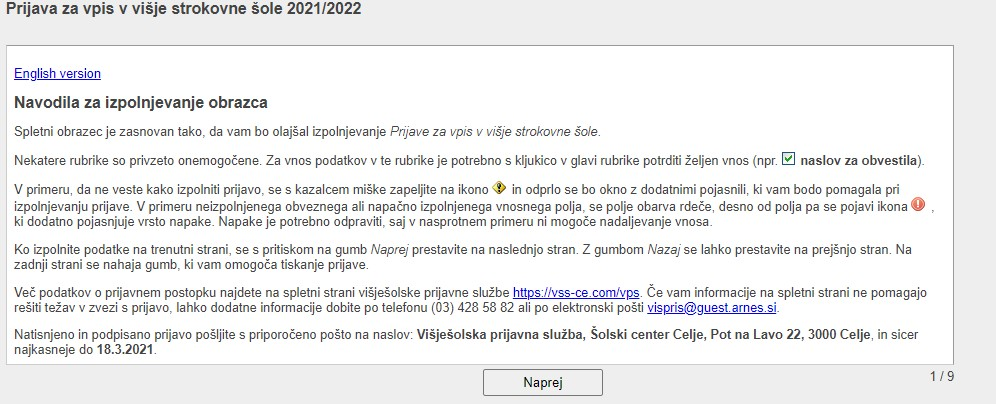 Prijava za vpis v višje strokovne šole 2021/2022
English version
Navodila za izpolnjevanje obrazca
Spletni obrazec je zasnovan tako, da vam bo olajšal izpolnjevanje Prijave za vpis v višje strokovne šole.
Nekatere rubrike so privzeto onemogočene. Za vnos podatkov v te rubrike je potrebno s kljukico v glavi rubrike potrditi željen vnos (npr. naslov za obvestila).
V primeru, da ne veste kako izpolniti prijavo, se s kazalcem miške zapeljite na ikono in odprlo se bo okno z dodatnimi pojasnili, ki vam bodo pomagala pri
izpolnjevanju prijave. V primeru neizpolnjenega obveznega ali napačno izpolnjenega vnosnega polja, se polje obarva rdeče, desno od polja pa se pojavi ikona ,
ki dodatno pojasnjuje vrsto napake. Napake je potrebno odpraviti, saj v nasprotnem primeru ni mogoče nadaljevanje vnosa.
Ko izpolnite podatke na trenutni strani, se s pritiskom na gumb Naprej prestavite na naslednjo stran. Z gumbom Nazaj se lahko prestavite na prejšnjo stran. Na
zadnji strani se nahaja gumb, ki vam omogoča tiskanje prijave.
Več podatkov o prijavnem postopku najdete na spletni strani višješolske prijavne službe https://vss-ce.com/vps. Če vam informacije na spletni strani ne pomagajo
rešiti težav v zvezi s prijavo, lahko dodatne informacije dobite po telefonu (03) 428 58 82 ali po elektronski pošti vispris@guest.arnes.si.
Natisnjeno in podpisano prijavo pošljite s priporočeno pošto na naslov: Višješolska prijavna služba, Šolski center Celje, Pot na Lavo 22, 3000 Celje, in sicer
najkasneje do 18.3.2021.
Naprej
1 / 9